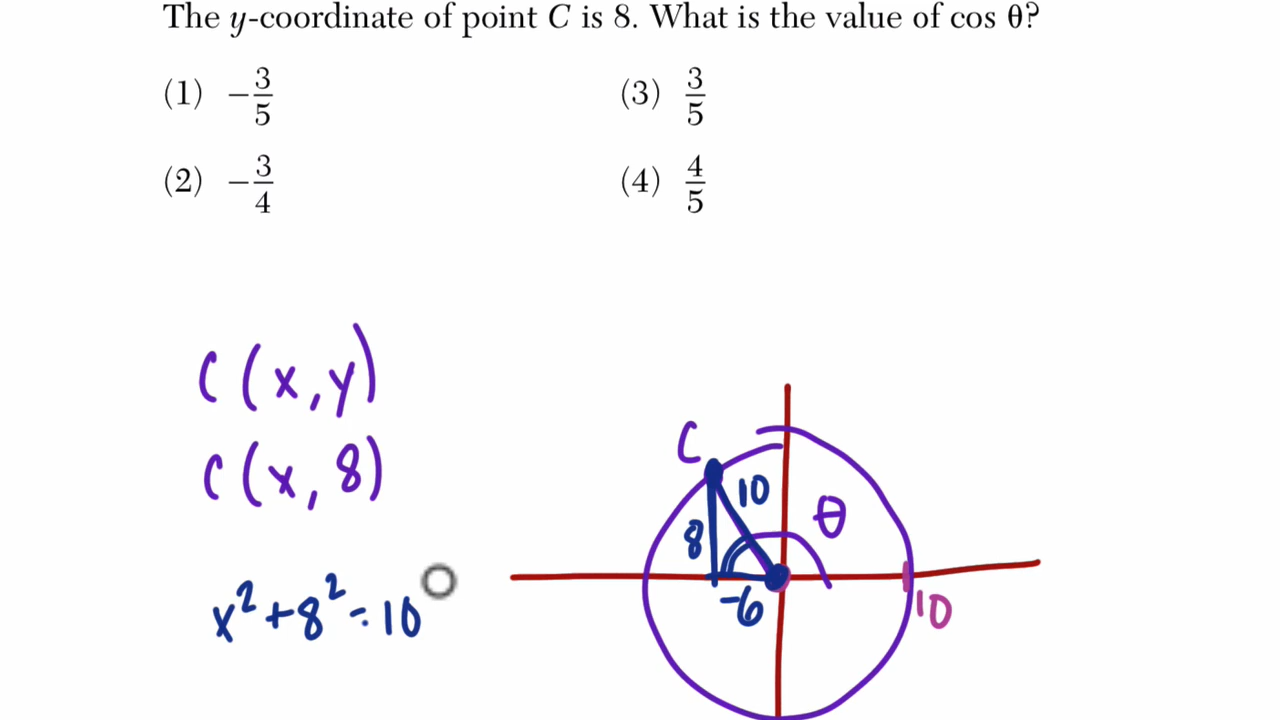 The y-coordinate of point C is 8. What is the value of cos θ?
(1) −3/5
(3) 3/5
(2) −3/4
(4) 4/5
C (x, y)
C (x, 8)
C
10
θ
8
-6
10
x² + 8² = 10